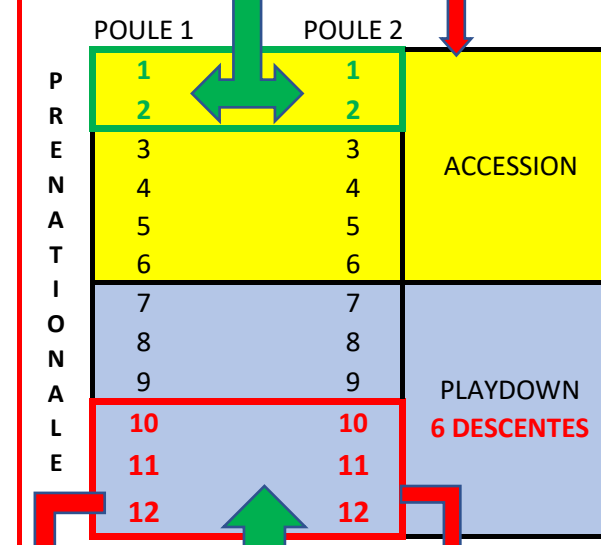 POULE 1 POULE 2
PRENATIONALE
1 1
2 2
3 3
4 4
5 5
6 6
ACCESSION
7 7
8 8
9 9
10 10
11 11
12 12
PLAYDOWN
6 DESCENTES